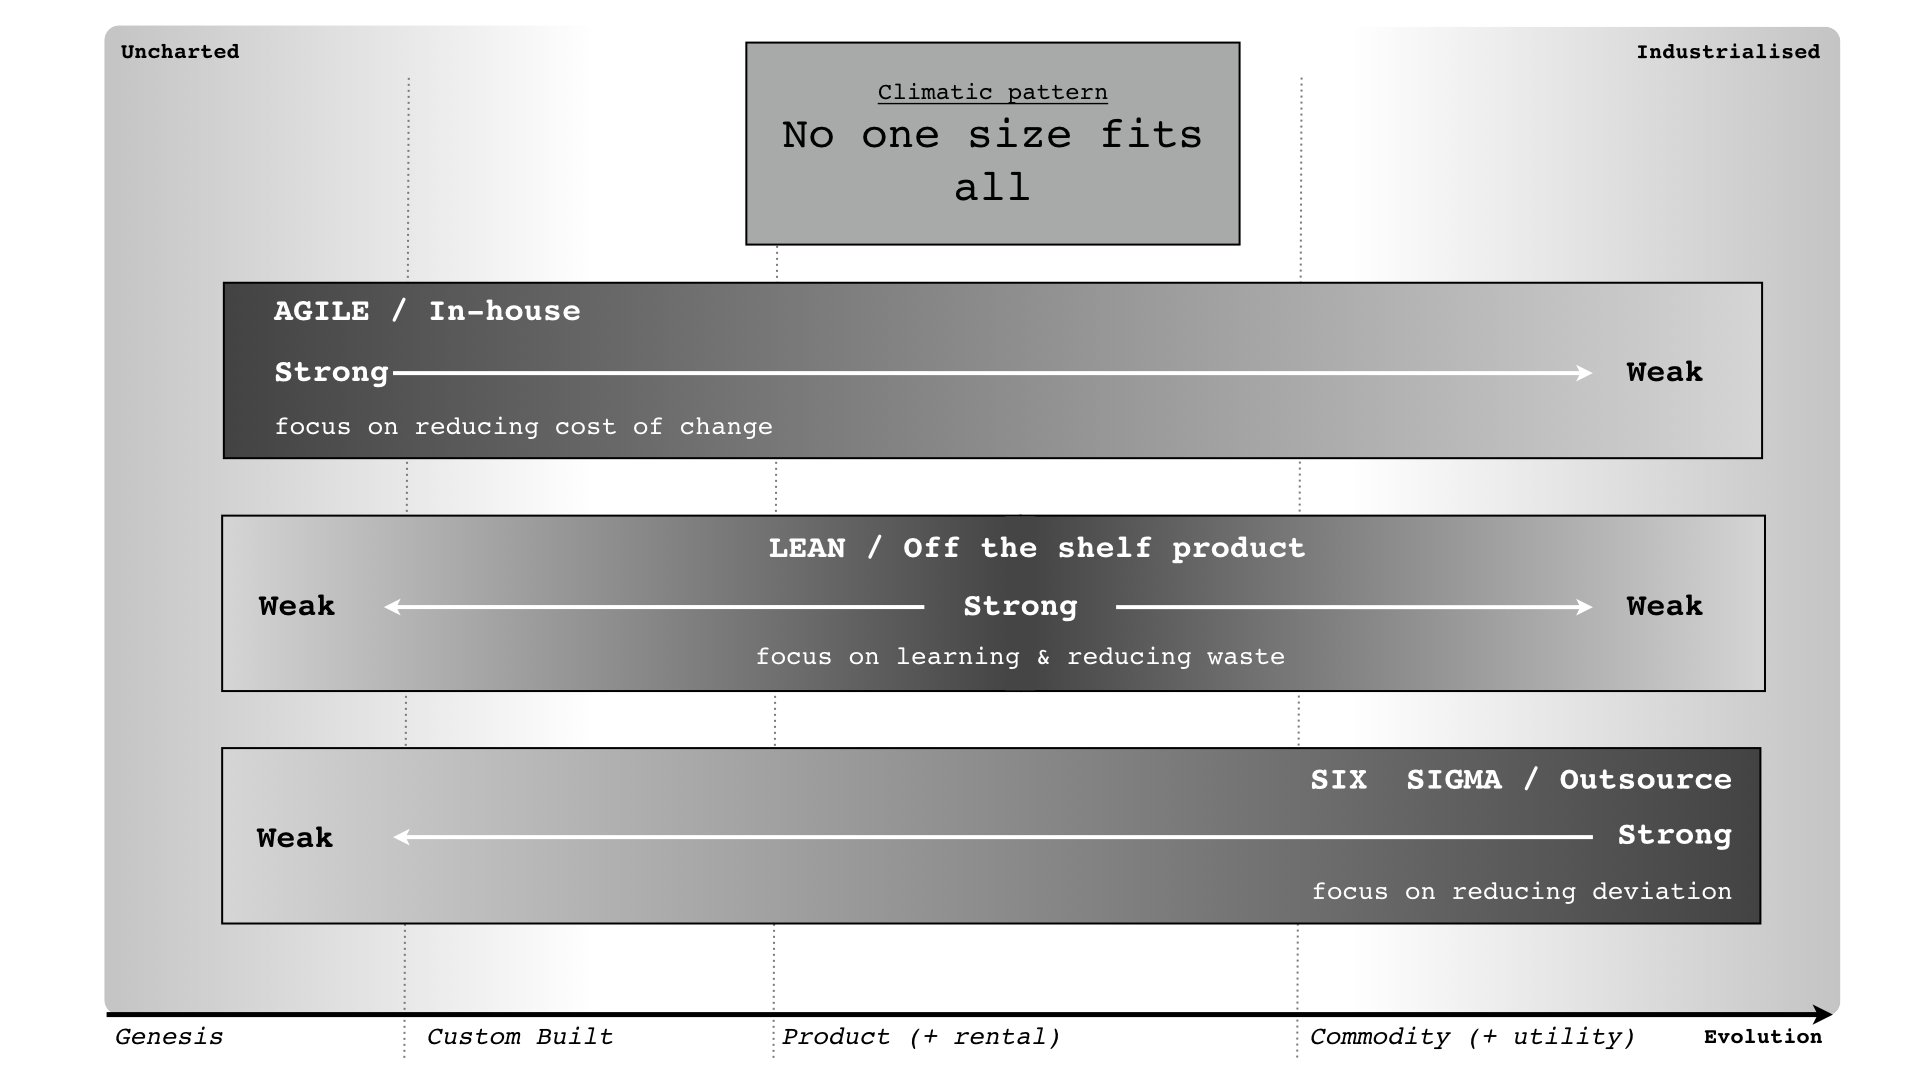 Uncharted
Industrialised
Climatic pattern
No one size fits
all
AGILE / In-house
Strong
Weak
focus on reducing cost of change
LEAN / Off the shelf product
Weak
Strong
Weak
focus on learning & reducing waste
SIX  SIGMA / Outsource
Weak
Strong
focus on reducing deviation
Genesis
Custom Built
Product (+ rental)
Commodity (+ utility)
Evolution